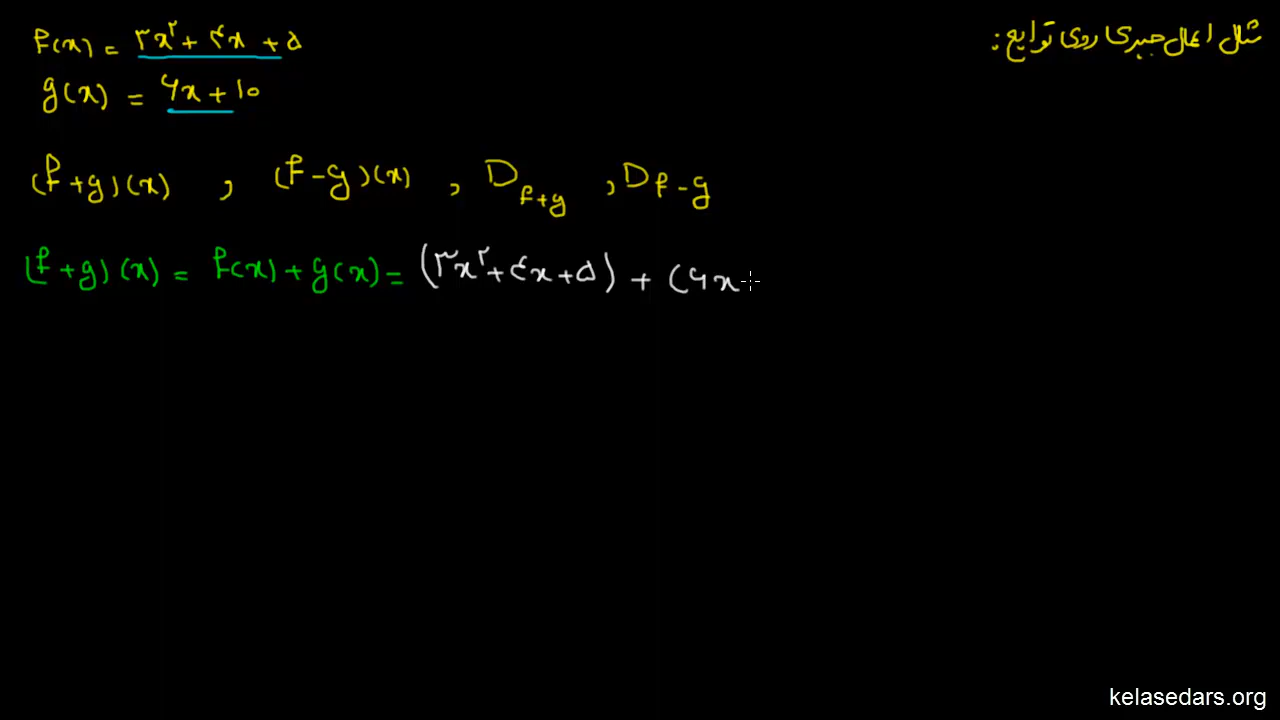 مثال اعمال جبری روی توابع:
f(x) = ۳x² + ۴x + ۵
g(x) = ۶x + ۱۰
(f+g)(x) , (f-g)(x) , D f+g , D f-g
(f+g)(x) = f(x) + g(x) = (۳x²+۴x+۵) + (۶x
kelasedars.org